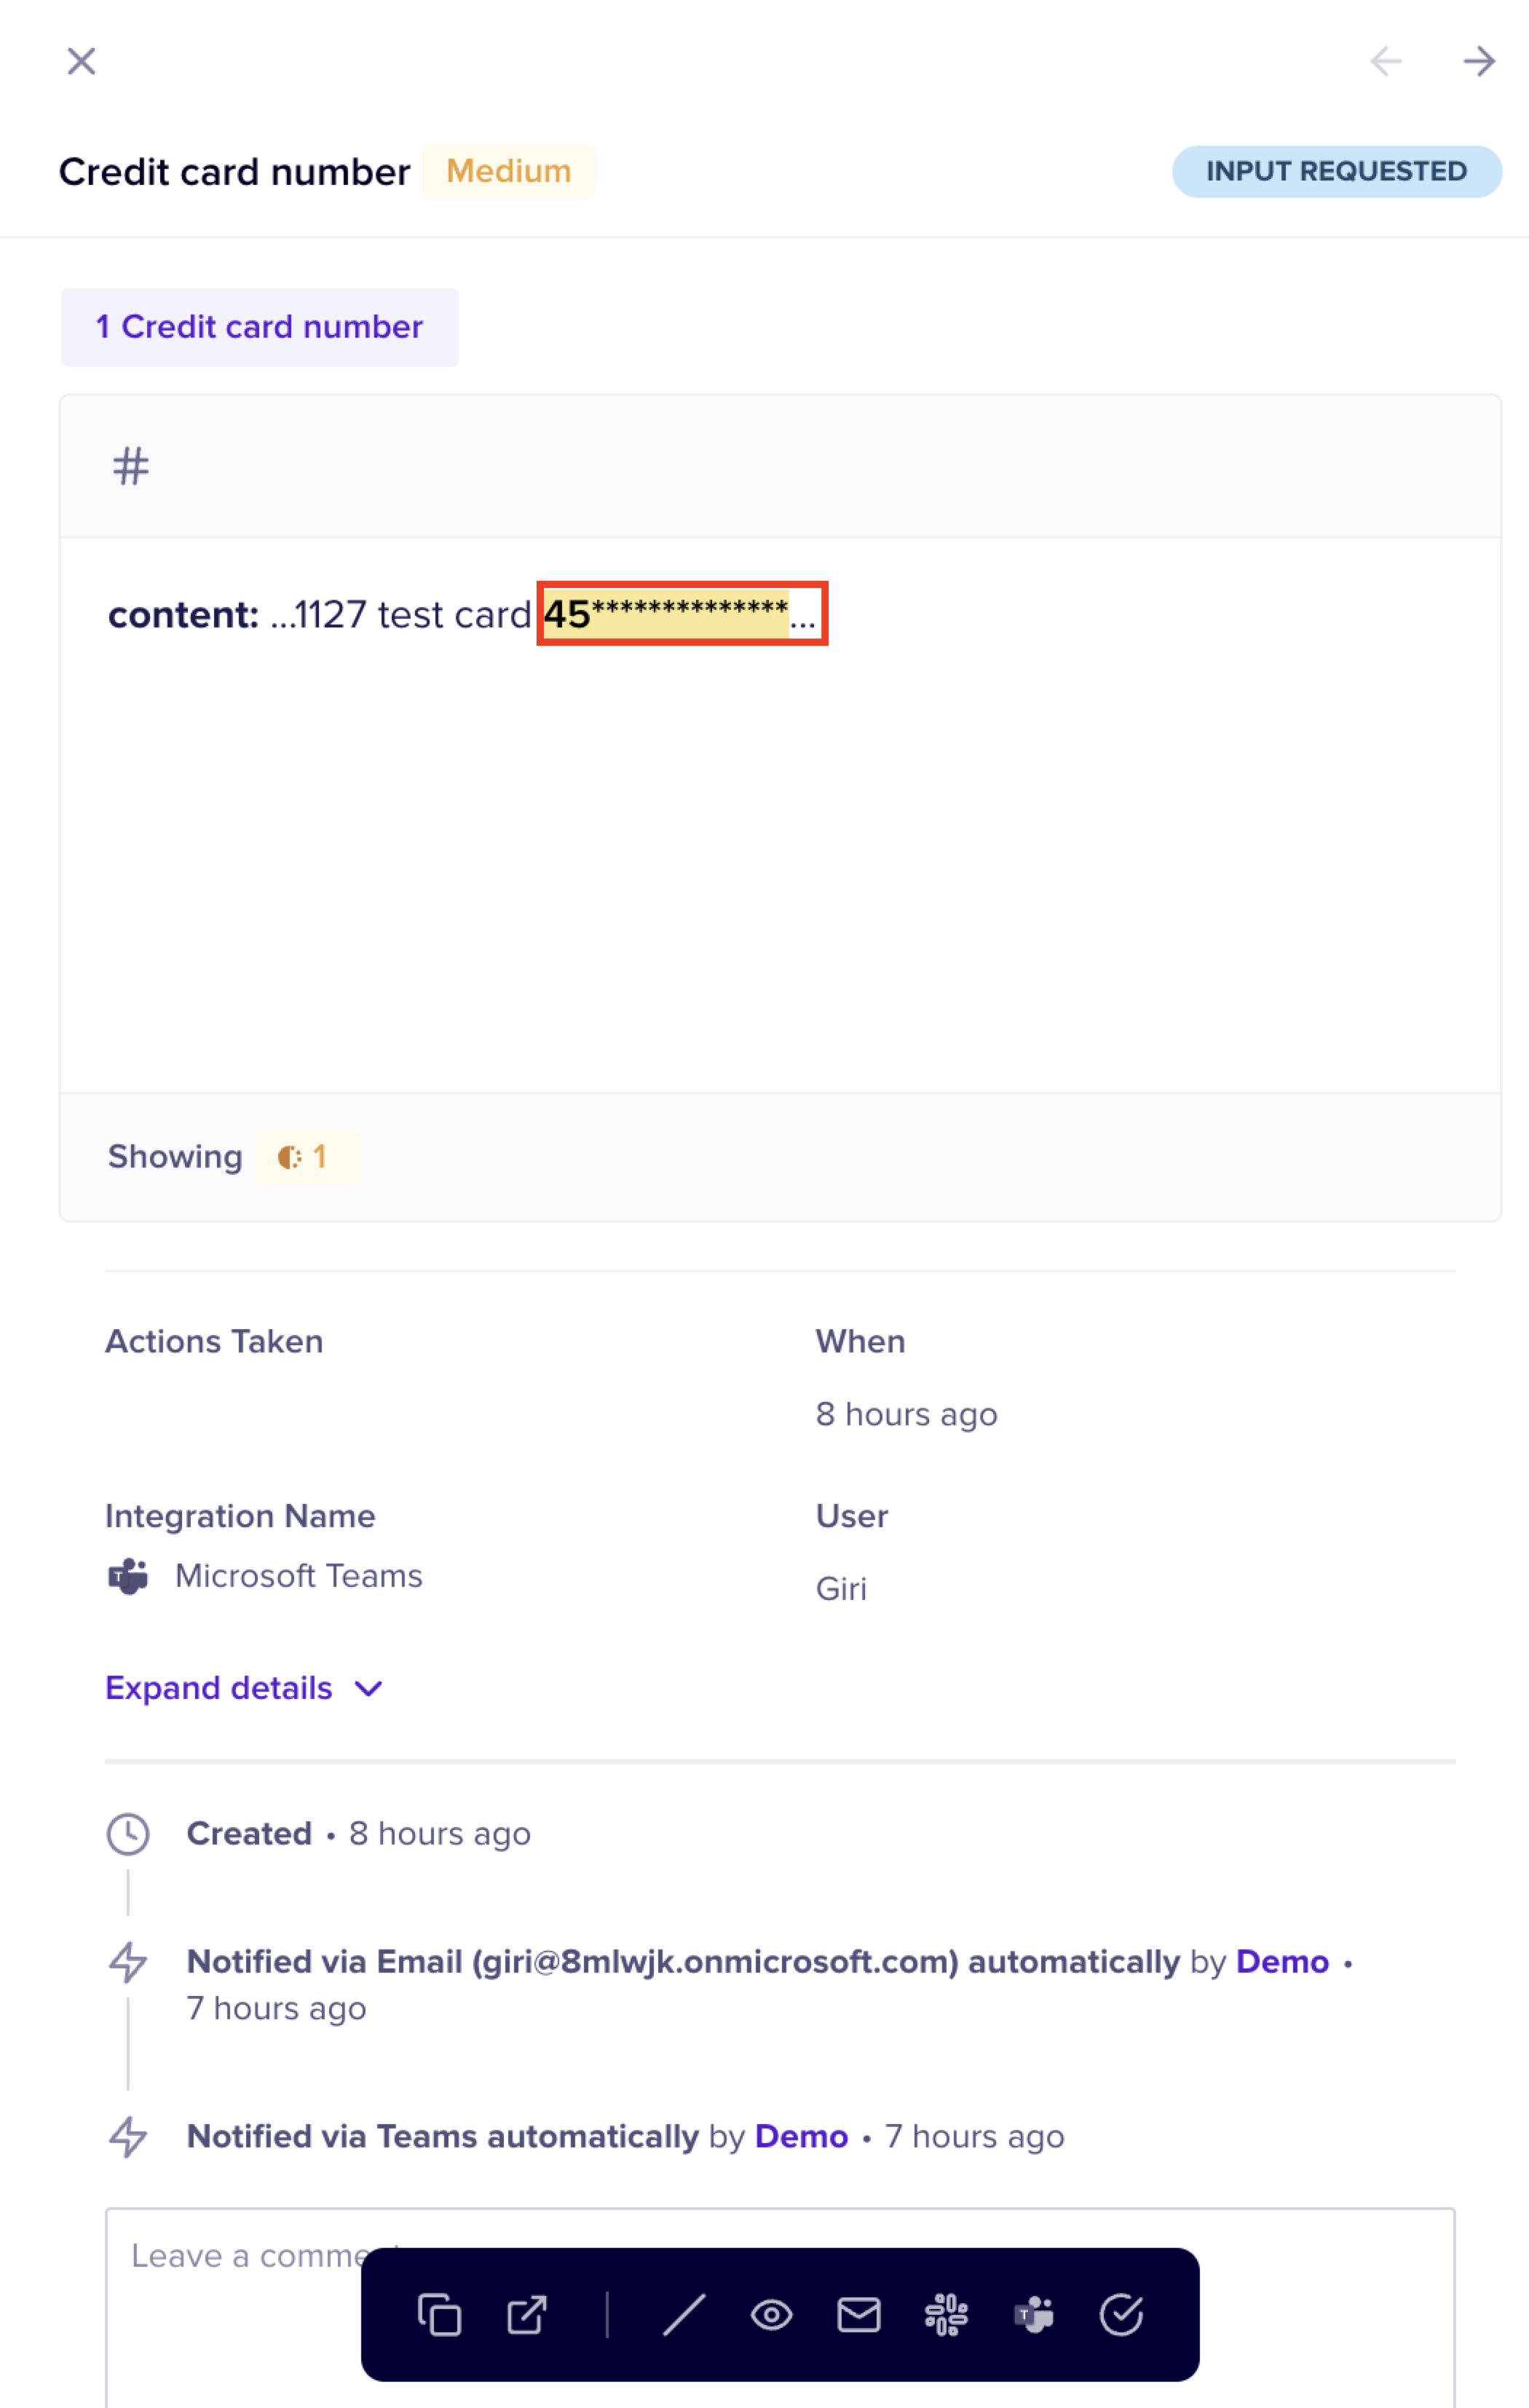 Credit card number Medium INPUT REQUESTED
1 Credit card number
#
content: ...1127 test card 45**************...
Showing 1
Actions Taken When
8 hours ago
Integration Name User
Microsoft Teams
Giri
Expand details
Created • 8 hours ago
Notified via Email (giri@8mlwjk.onmicrosoft.com) automatically by Demo •
7 hours ago
Notified via Teams automatically by Demo • 7 hours ago
Leave a comme